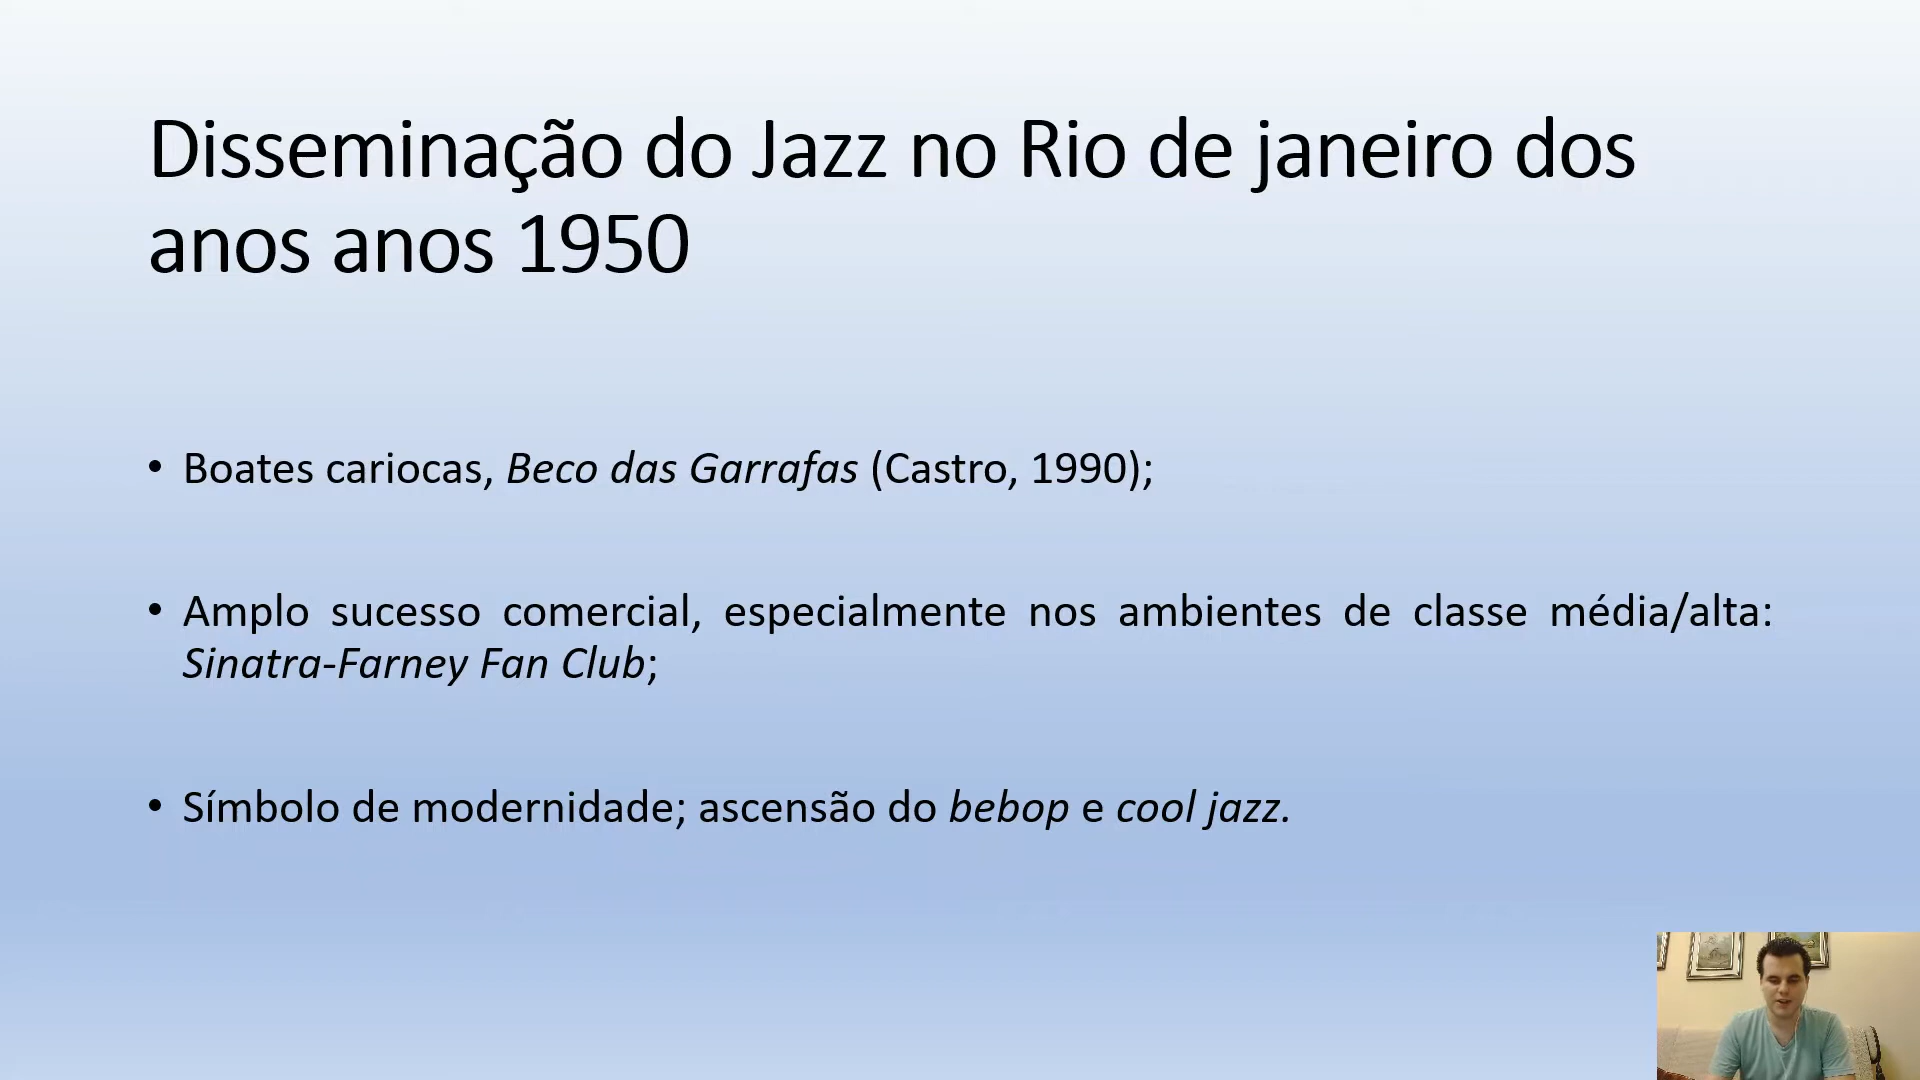 Disseminação do Jazz no Rio de janeiro dos
anos anos 1950
• Boates cariocas, Beco das Garrafas (Castro, 1990);
• Amplo sucesso comercial, especialmente nos ambientes de classe média/alta:
Sinatra-Farney Fan Club;
• Símbolo de modernidade; ascensão do bebop e cool jazz.